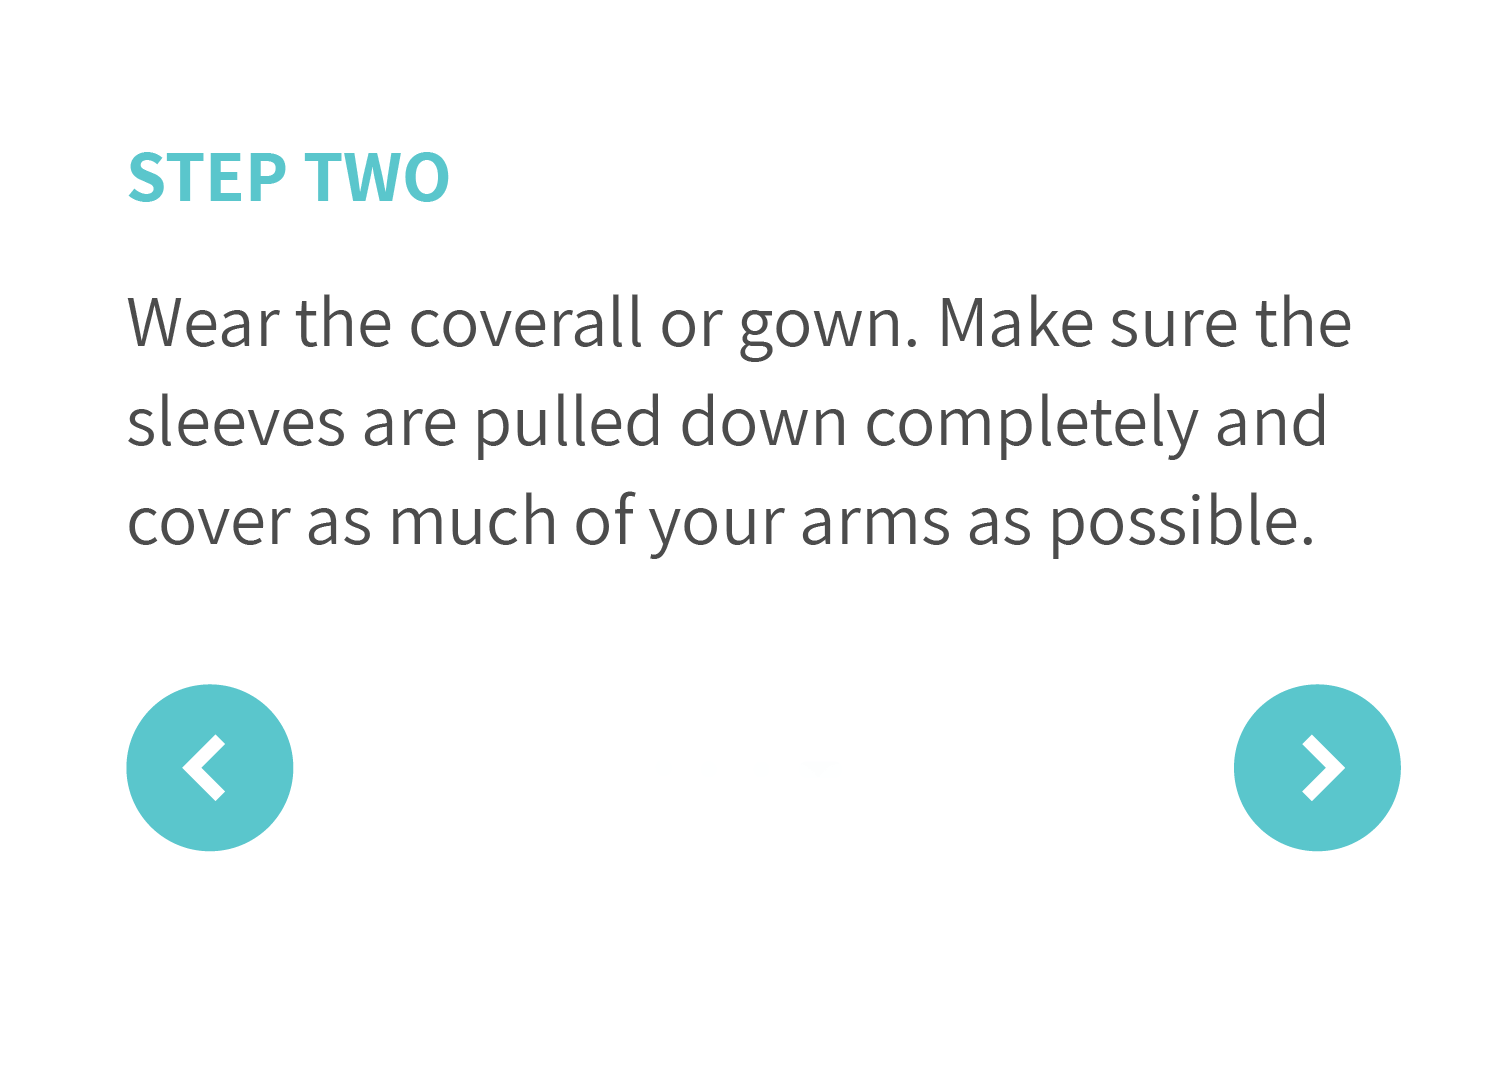 STEP TWO
Wear the coverall or gown. Make sure the
sleeves are pulled down completely and
cover as much of your arms as possible.